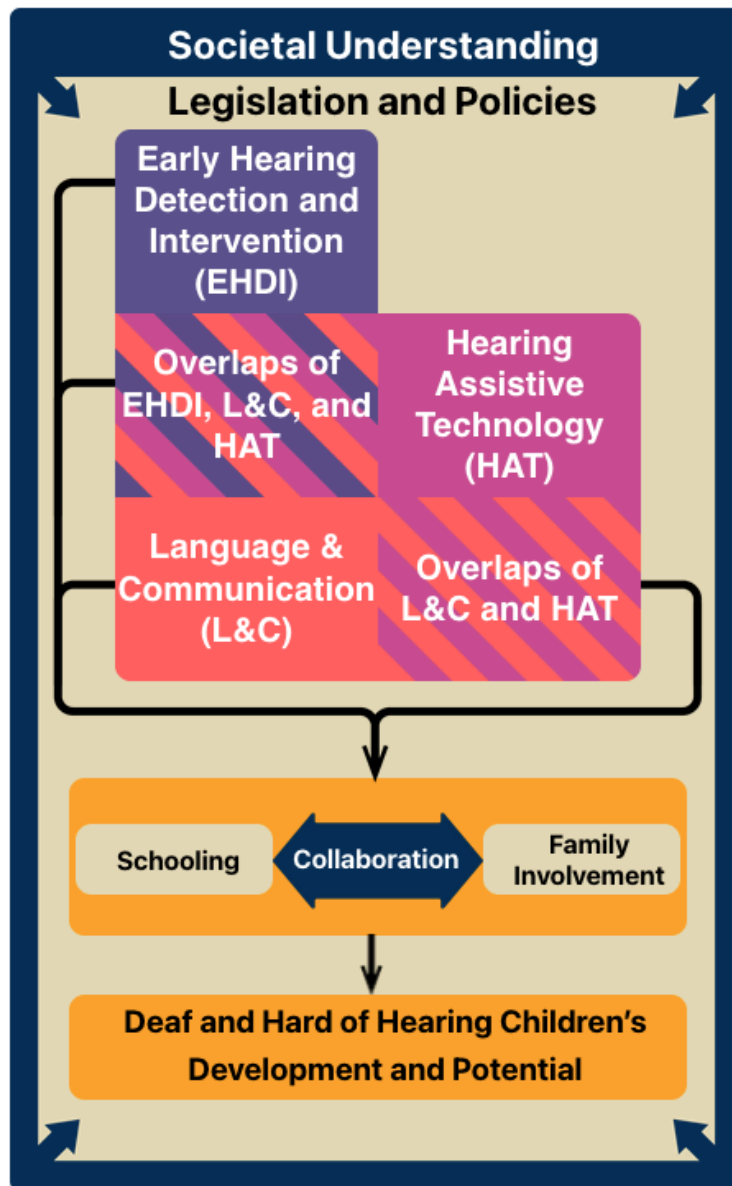 Societal Understanding
Legislation and Policies
Early Hearing
Detection and
Intervention
(EHDI)
Overlaps of
EHDI, L&C, and
HAT
Hearing
Assistive
Technology
(HAT)
Language &
Communication
(L&C)
Overlaps of
L&C and HAT
Schooling
Collaboration
Family
Involvement
Deaf and Hard of Hearing Children's
Development and Potential